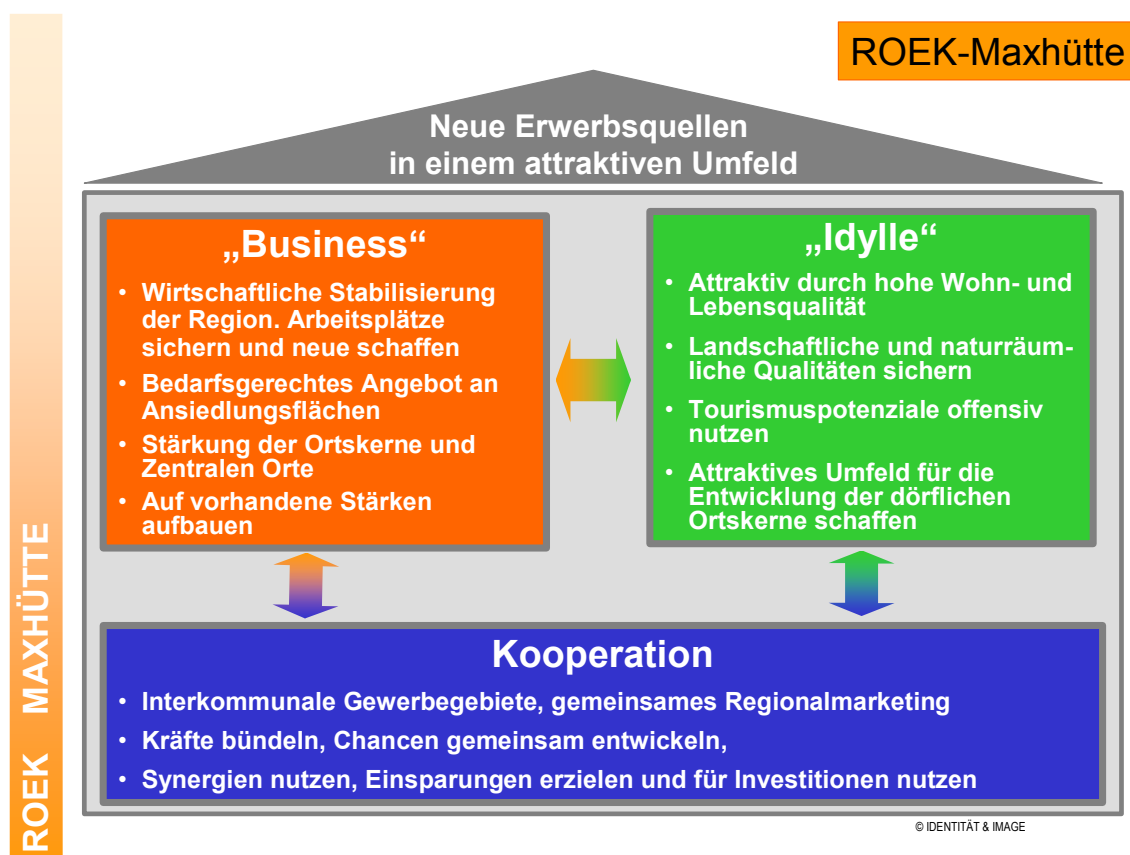 ROEK-Maxhütte
Neue Erwerbsquellen
in einem attraktiven Umfeld
„Business“
• Wirtschaftliche Stabilisierung
der Region. Arbeitsplätze
sichern und neue schaffen
• Bedarfsgerechtes Angebot an
Ansiedlungsflächen
• Stärkung der Ortskerne und
Zentralen Orte
• Auf vorhandene Stärken
aufbauen
„Idylle“
• Attraktiv durch hohe Wohn- und
Lebensqualität
• Landschaftliche und naturräum-
liche Qualitäten sichern
• Tourismuspotenziale offensiv
nutzen
• Attraktives Umfeld für die
Entwicklung der dörflichen
Ortskerne schaffen
Kooperation
• Interkommunale Gewerbegebiete, gemeinsames Regionalmarketing
• Kräfte bündeln, Chancen gemeinsam entwickeln,
• Synergien nutzen, Einsparungen erzielen und für Investitionen nutzen
© IDENTITÄT & IMAGE
ROEK MAXHÜTTE